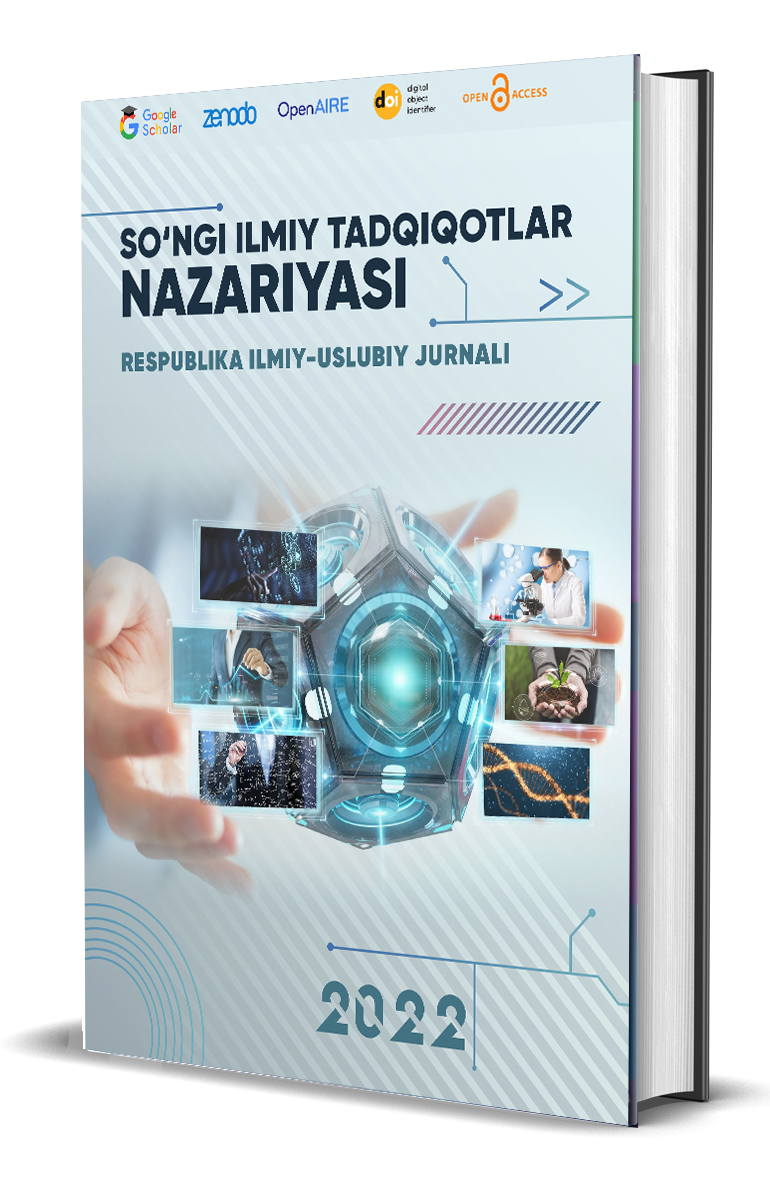 Google
Scholar
zenodo
OpenAIRE
doi
digital
object
identifier
OPEN ACCESS
SO‘NGI ILMIY TADQIQOTLAR
NAZARIYASI
RESPUBLIKA ILMIY-USLUBIY JURNALI
2022